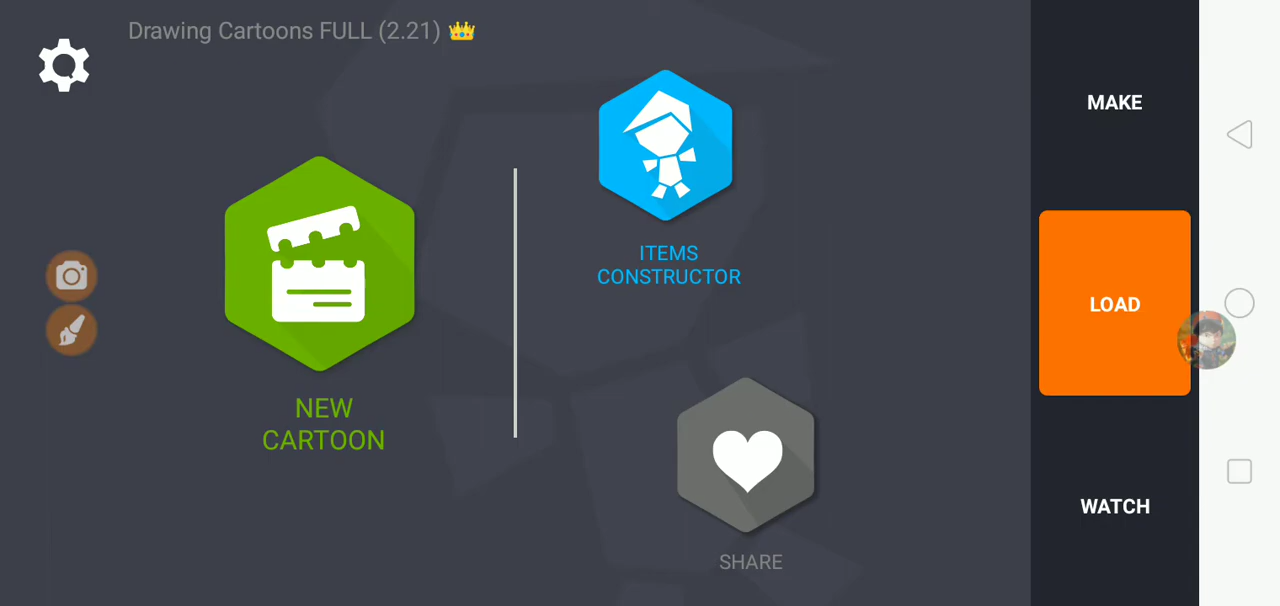 Drawing Cartoons FULL (2.21) 👑
NEW
CARTOON
ITEMS
CONSTRUCTOR
SHARE
MAKE
LOAD
WATCH